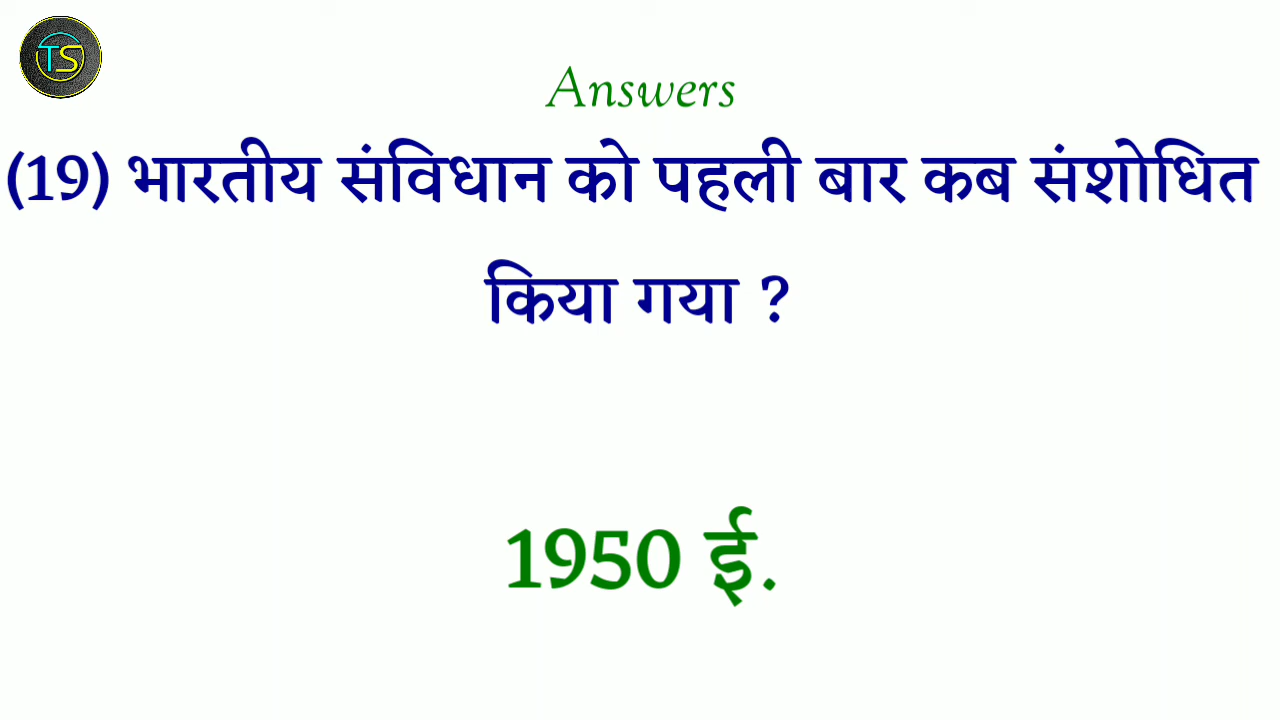 TS
Answers
(19) भारतीय संविधान को पहली बार कब संशोधित
किया गया ?
1950 ई.